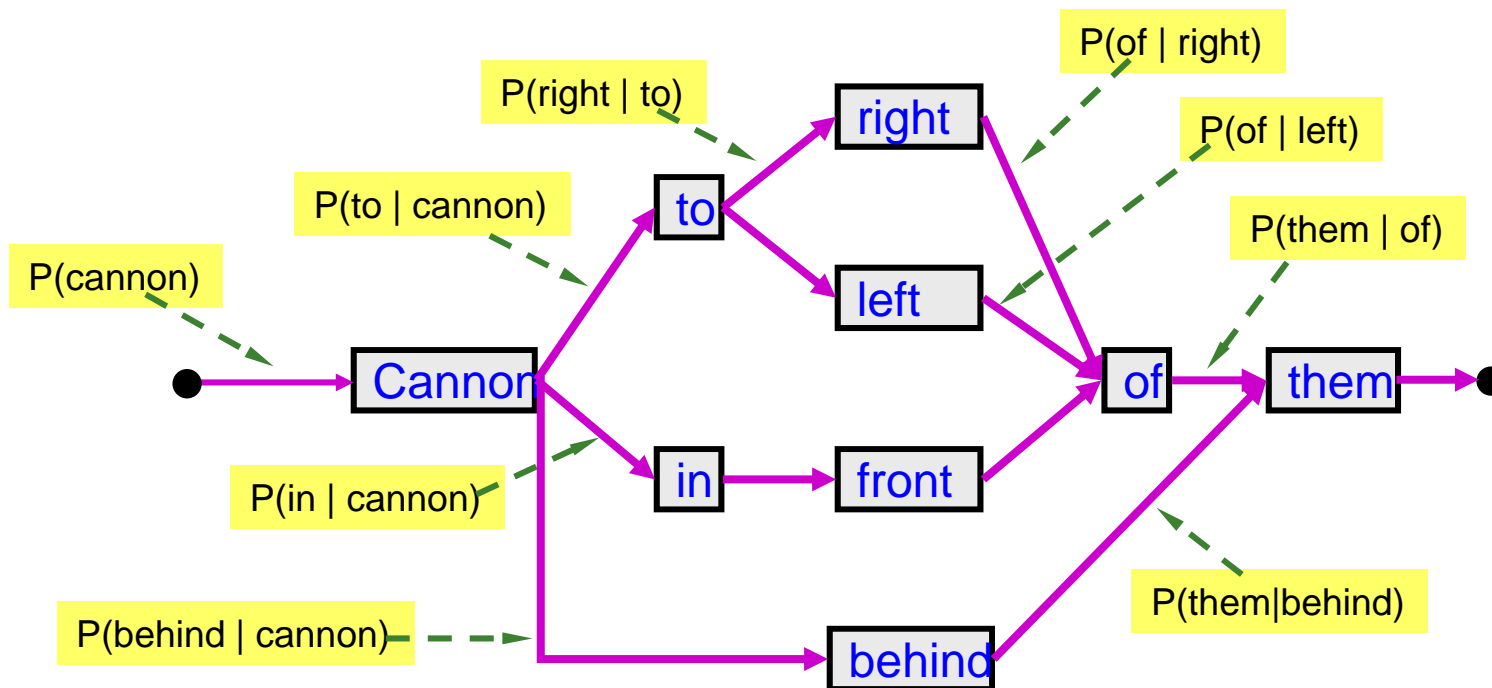 P(of | right)
P(right | to)
right
P(of | left)
P(to | cannon)
to
P(them | of)
P(cannon)
left
Cannon
of
them
P(in | cannon)
in
front
P(them|behind)
P(behind | cannon)
behind